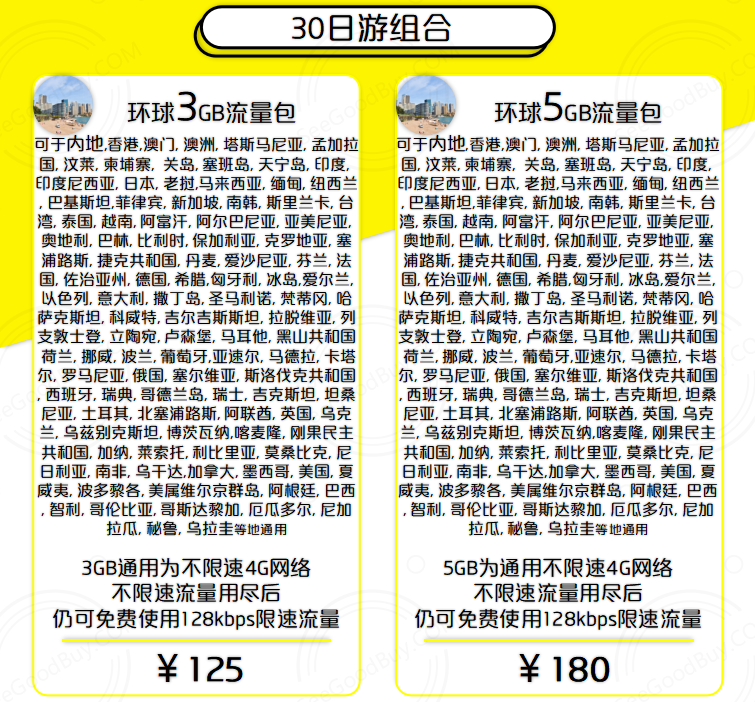 30日游组合
环球3GB流量包
可于内地,香港,澳门, 澳洲, 塔斯马尼亚, 孟加拉
国, 汶莱, 柬埔寨, 关岛, 塞班岛, 天宁岛, 印度,
印度尼西亚, 日本, 老挝,马来西亚, 缅甸, 纽西兰
, 巴基斯坦,菲律宾, 新加坡, 南韩, 斯里兰卡, 台
湾, 泰国, 越南, 阿富汗, 阿尔巴尼亚, 亚美尼亚,
奥地利, 巴林, 比利时, 保加利亚, 克罗地亚, 塞
浦路斯, 捷克共和国, 丹麦, 爱沙尼亚, 芬兰, 法
国, 佐治亚州, 德国, 希腊,匈牙利, 冰岛,爱尔兰,
以色列, 意大利, 撒丁岛, 圣马利诺, 梵蒂冈, 哈
萨克斯坦, 科威特, 吉尔吉斯斯坦, 拉脱维亚, 列
支敦士登, 立陶宛, 卢森堡, 马耳他, 黑山共和国
荷兰, 挪威, 波兰, 葡萄牙,亚速尔, 马德拉, 卡塔
尔, 罗马尼亚, 俄国, 塞尔维亚, 斯洛伐克共和国
, 西班牙, 瑞典, 哥德兰岛, 瑞士, 吉克斯坦, 坦桑
尼亚, 土耳其, 北塞浦路斯, 阿联酋, 英国, 乌克
兰, 乌兹别克斯坦, 博茨瓦纳,喀麦隆, 刚果民主
共和国, 加纳, 莱索托, 利比里亚, 莫桑比克, 尼
日利亚, 南非, 乌干达,加拿大, 墨西哥, 美国, 夏
威夷, 波多黎各, 美属维尔京群岛, 阿根廷, 巴西
, 智利, 哥伦比亚, 哥斯达黎加, 厄瓜多尔, 尼加
拉瓜, 秘鲁, 乌拉圭等地通用
3GB通用为不限速4G网络
不限速流量用尽后
仍可免费使用128kbps限速流量
¥125
环球5GB流量包
可于内地,香港,澳门, 澳洲, 塔斯马尼亚, 孟加拉
国, 汶莱, 柬埔寨, 关岛, 塞班岛, 天宁岛, 印度,
印度尼西亚, 日本, 老挝,马来西亚, 缅甸, 纽西兰
, 巴基斯坦,菲律宾, 新加坡, 南韩, 斯里兰卡, 台
湾, 泰国, 越南, 阿富汗, 阿尔巴尼亚, 亚美尼亚,
奥地利, 巴林, 比利时, 保加利亚, 克罗地亚, 塞
浦路斯, 捷克共和国, 丹麦, 爱沙尼亚, 芬兰, 法
国, 佐治亚州, 德国, 希腊,匈牙利, 冰岛,爱尔兰,
以色列, 意大利, 撒丁岛, 圣马利诺, 梵蒂冈, 哈
萨克斯坦, 科威特, 吉尔吉斯斯坦, 拉脱维亚, 列
支敦士登, 立陶宛, 卢森堡, 马耳他, 黑山共和国
荷兰, 挪威, 波兰, 葡萄牙,亚速尔, 马德拉, 卡塔
尔, 罗马尼亚, 俄国, 塞尔维亚, 斯洛伐克共和国
, 西班牙, 瑞典, 哥德兰岛, 瑞士, 吉克斯坦, 坦桑
尼亚, 土耳其, 北塞浦路斯, 阿联酋, 英国, 乌克
兰, 乌兹别克斯坦, 博茨瓦纳,喀麦隆, 刚果民主
共和国, 加纳, 莱索托, 利比里亚, 莫桑比克, 尼
日利亚, 南非, 乌干达,加拿大, 墨西哥, 美国, 夏
威夷, 波多黎各, 美属维尔京群岛, 阿根廷, 巴西
, 智利, 哥伦比亚, 哥斯达黎加, 厄瓜多尔, 尼加
拉瓜, 秘鲁, 乌拉圭等地通用
5GB为通用不限速4G网络
不限速流量用尽后
仍可免费使用128kbps限速流量
¥180